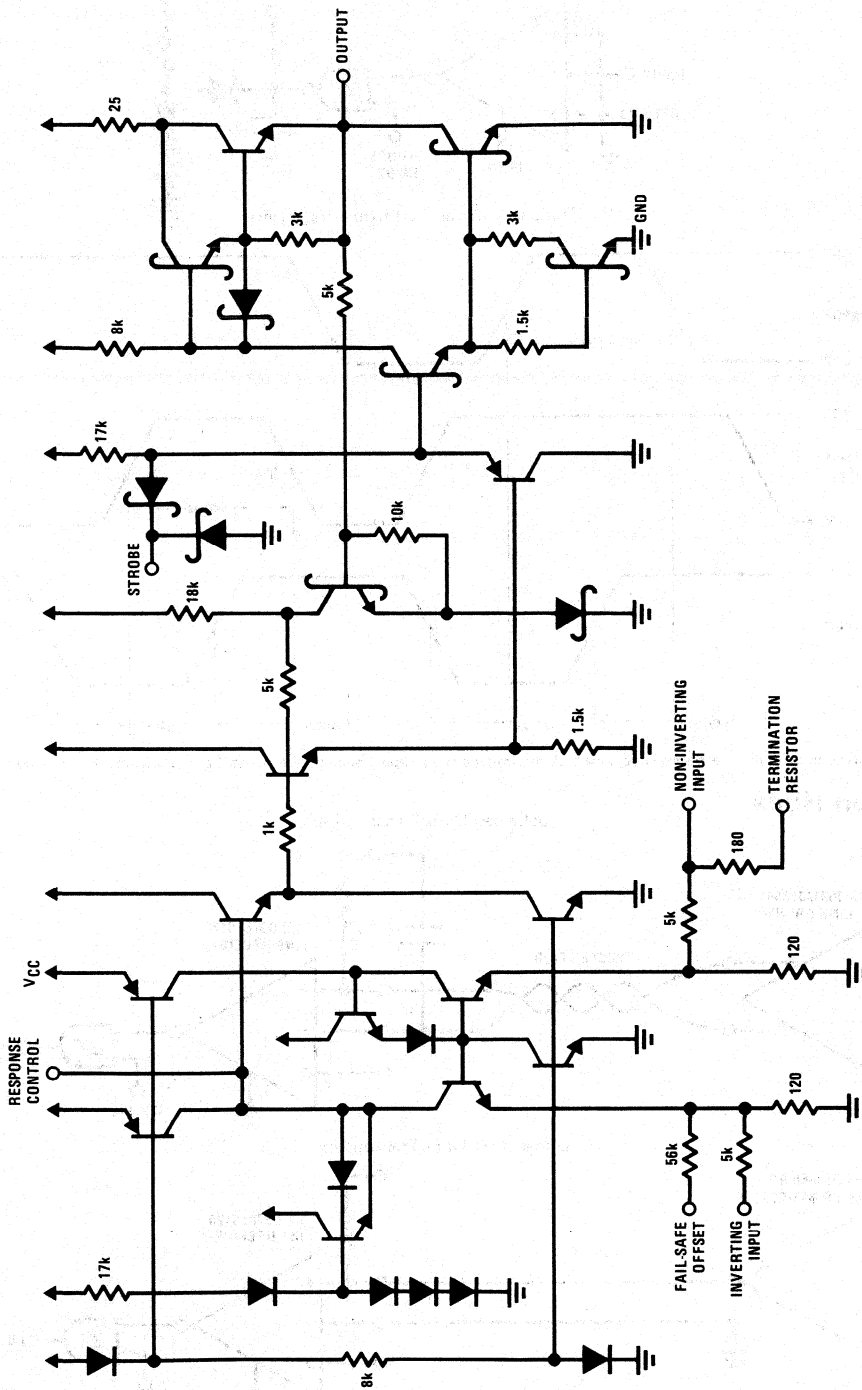 RESPONSE
CONTROL
VCC
17k
18k
STROBE
17k
8k
25
8k
1k
5k
10k
5k
3k
OUTPUT
1.5k
1.5k
3k
GND
56k
5k
FAIL-SAFE
OFFSET
INVERTING
INPUT
120
5k
180
120
NON-INVERTING
INPUT
TERMINATION
RESISTOR